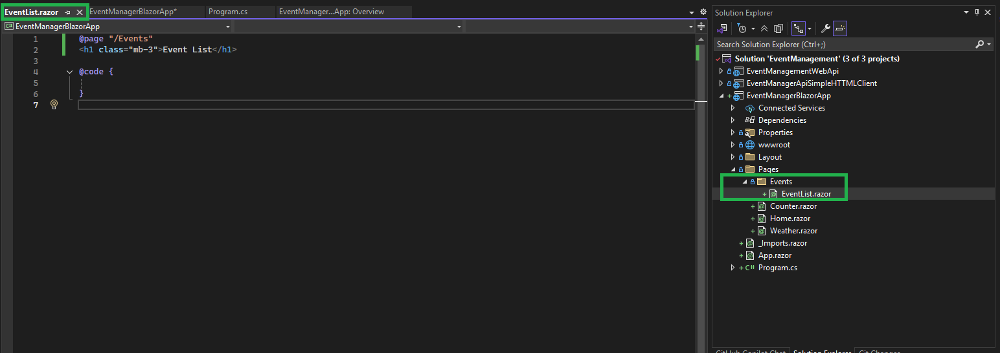 EventList.razor
EventManagerBlazorApp*
Program.cs
EventManager...App: Overview
C# EventManagerBlazorApp
1 @page "/Events"
2 <h1 class="mb-3">Event List</h1>
3
4 @code {
5
6 }
7
Solution Explorer
Search Solution Explorer (Ctrl+;)
Solution 'EventManagement' (3 of 3 projects)
EventManagementWebApi
EventManagerApiSimpleHTTMLClient
EventManagerBlazorApp
Connected Services
Dependencies
Properties
wwwroot
Layout
Pages
Events
EventList.razor
Counter.razor
Home.razor
Weather.razor
_Imports.razor
App.razor
C# Program.cs
GitHub Copilot Chat
Solution Explorer
Git Changes